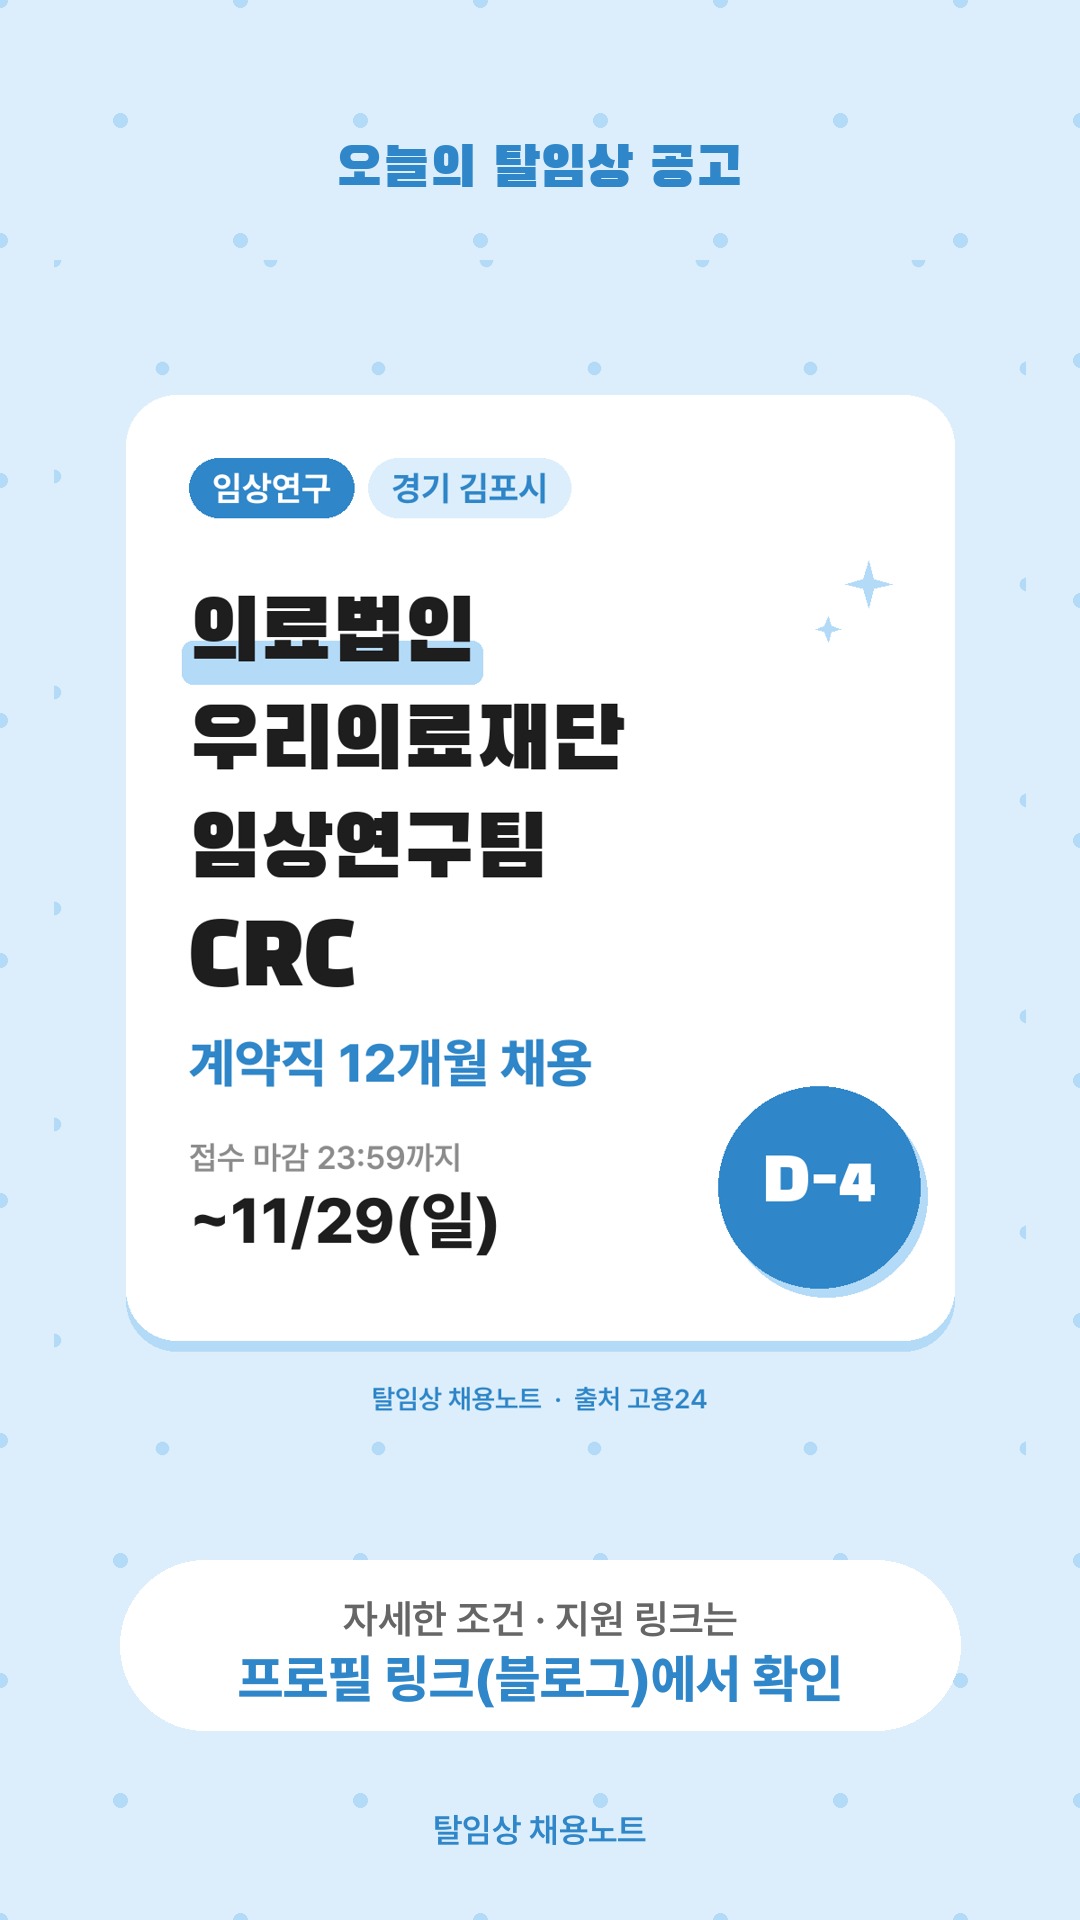 오늘의 탈임상 공고
임상연구 경기 김포시
의료법인
우리의료재단
임상연구팀
CRC
계약직 12개월 채용
접수 마감 23:59까지
~11/29(일)
D-4
탈임상 채용노트 · 출처 고용24
자세한 조건 · 지원 링크는
프로필 링크(블로그)에서 확인
탈임상 채용노트